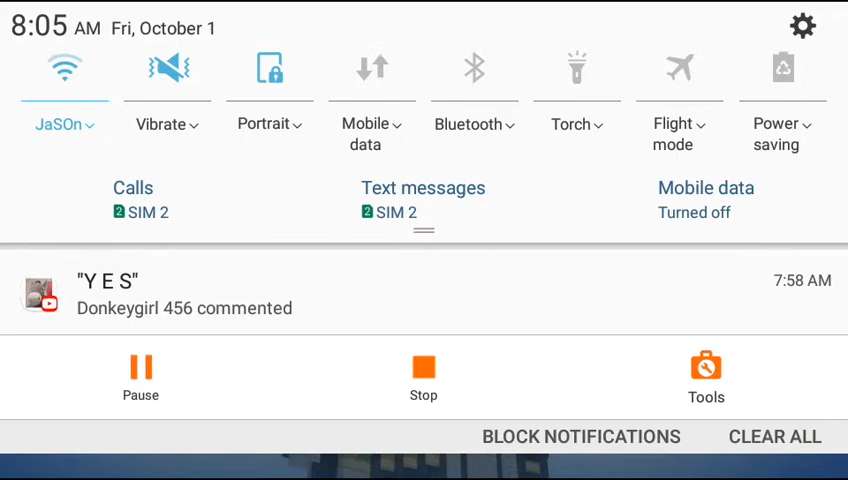 8:05 AM Fri, October 1
JaSOn Vibrate Portrait Mobile data Bluetooth Torch Flight mode Power saving
Calls Text messages Mobile data
2 SIM 2 2 SIM 2 Turned off
"Y E S" 7:58 AM
Donkeygirl 456 commented
Pause Stop Tools
BLOCK NOTIFICATIONS CLEAR ALL